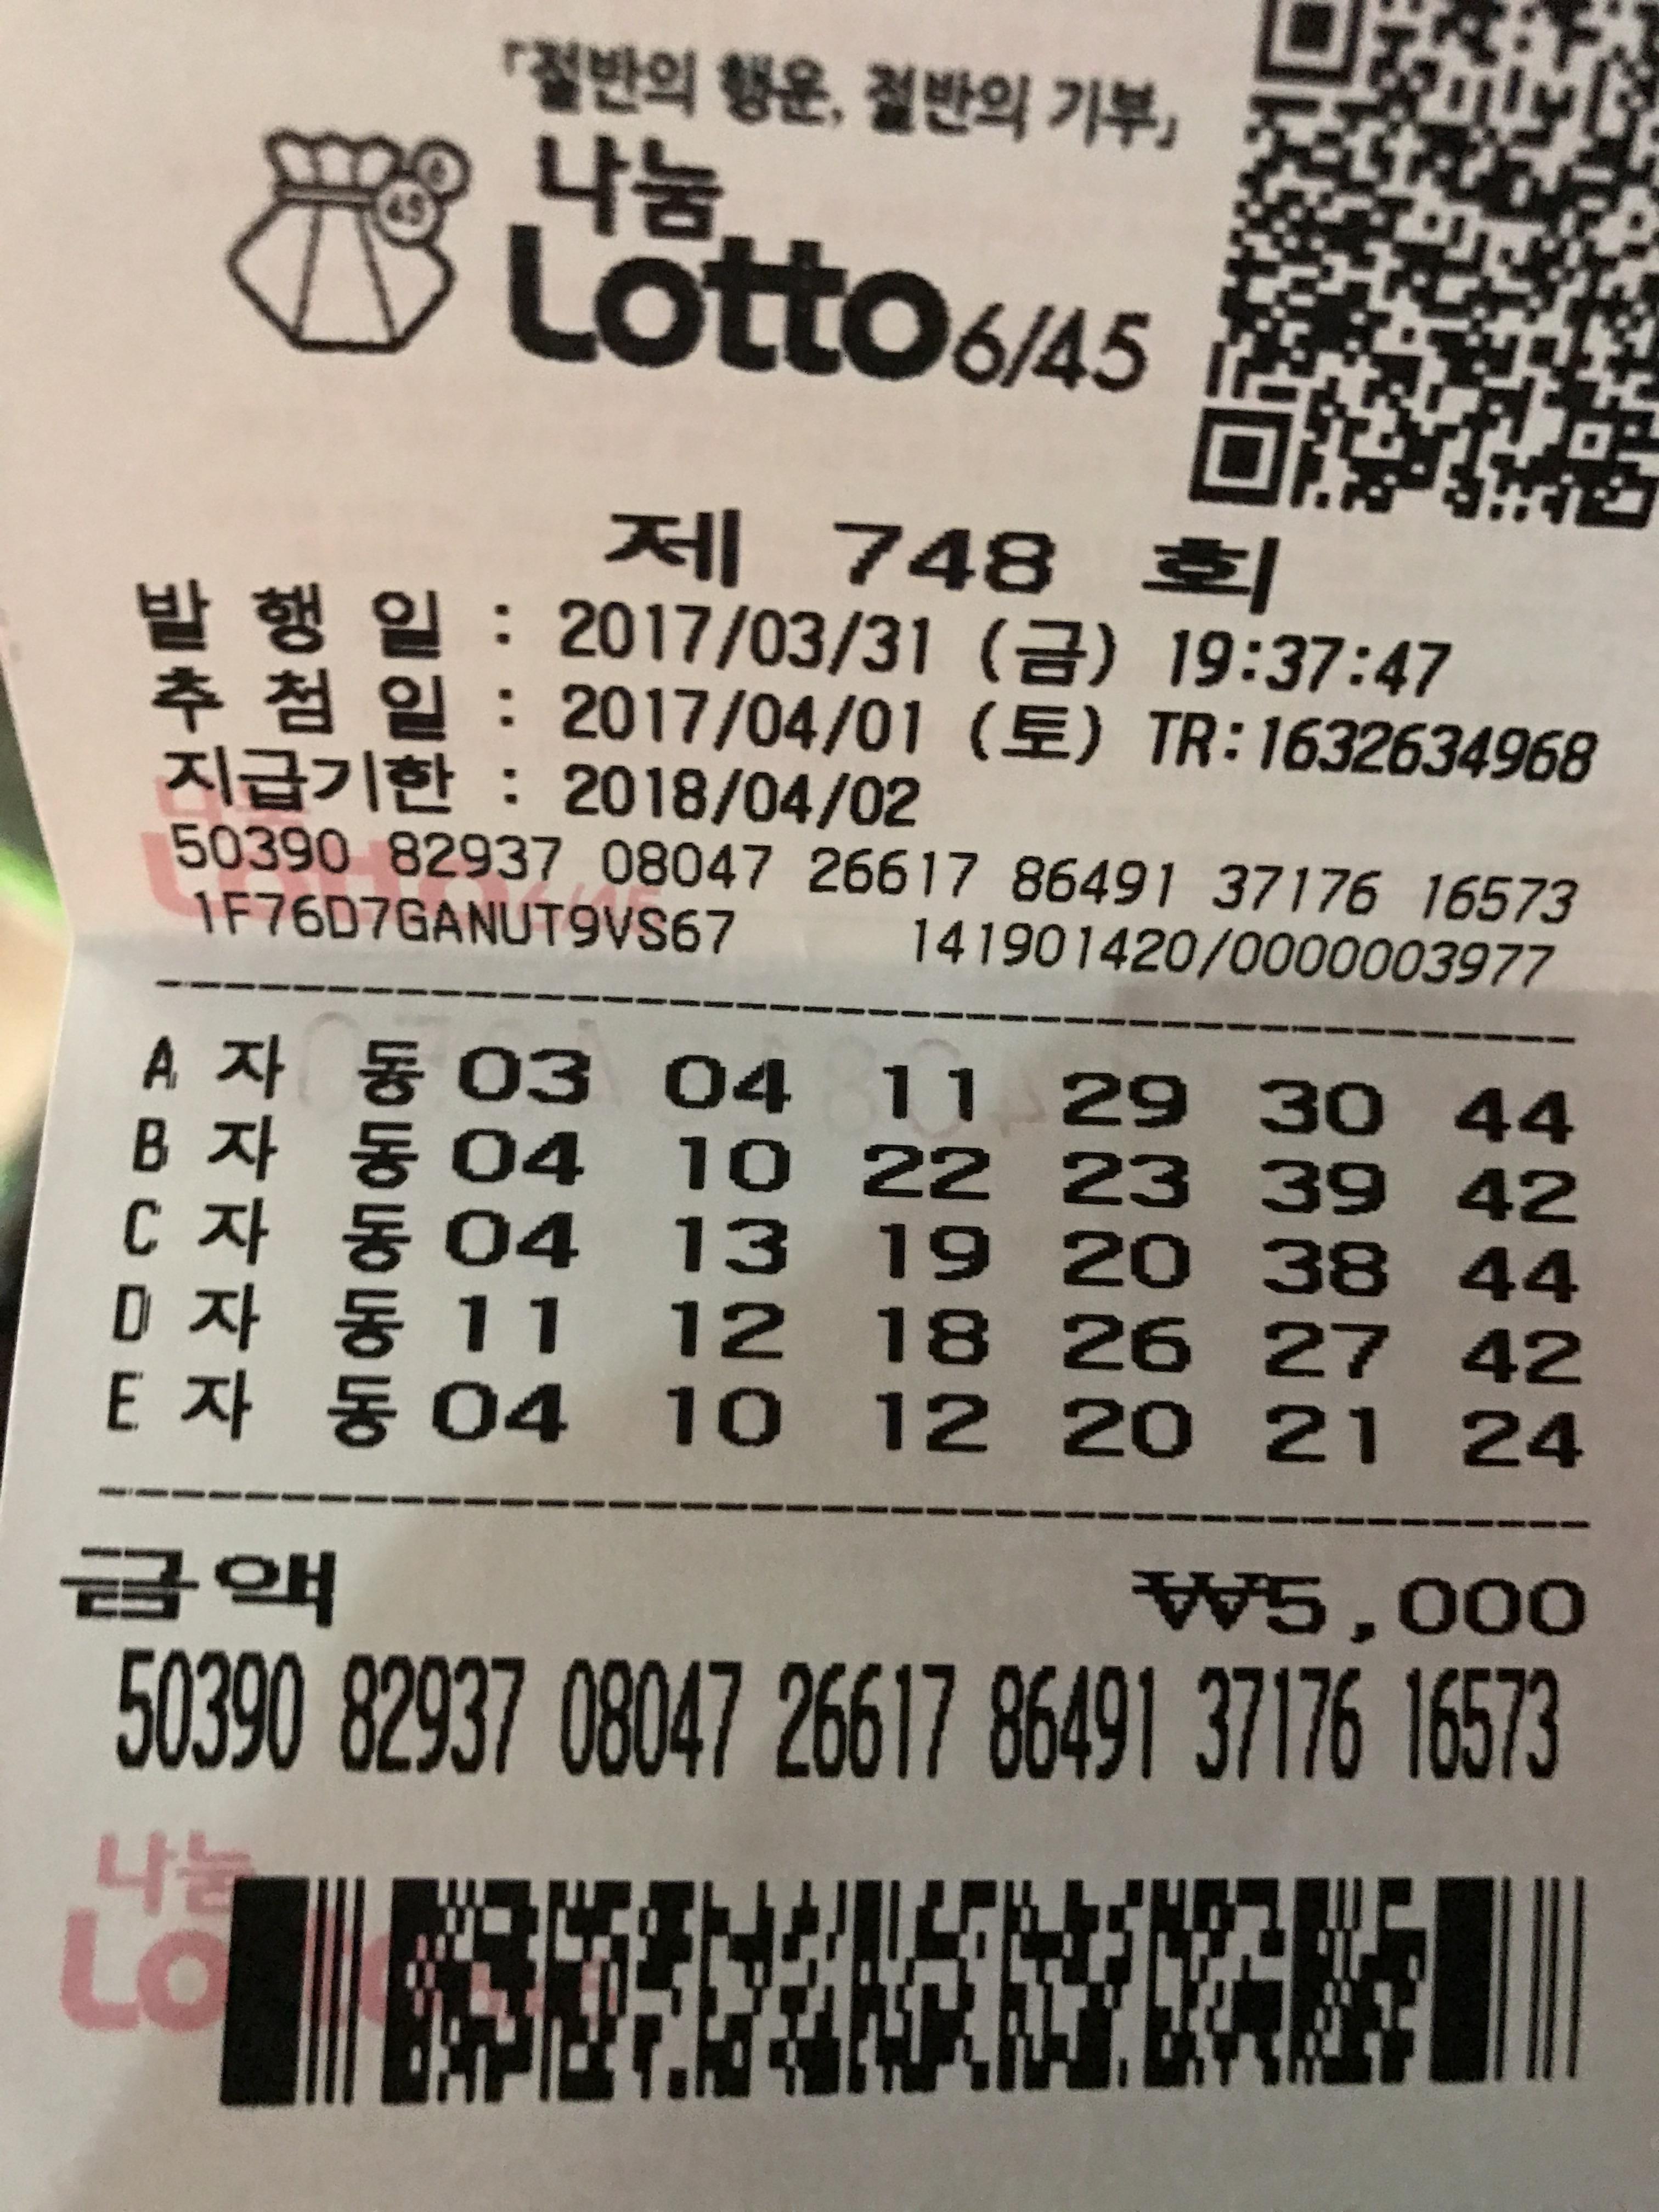 「절반의 행운, 절반의 기부」
6
45
나눔
Lotto 6/45
제 748 회
발 행 일 : 2017/03/31 (금) 19:37:47
추 첨 일 : 2017/04/01 (토) TR:1632634968
지급기한 : 2018/04/02
50390 82937 08047 26617 86491 37176 16573
1F76D7GANUT9VS67 141901420/0000003977
A 자 동 03 04 11 29 30 44
B 자 동 04 10 22 23 39 42
C 자 동 04 13 19 20 38 44
D 자 동 11 12 18 26 27 42
E 자 동 04 10 12 20 21 24
금액 ₩5,000
50390 82937 08047 26617 86491 37176 16573
나눔
Lotto